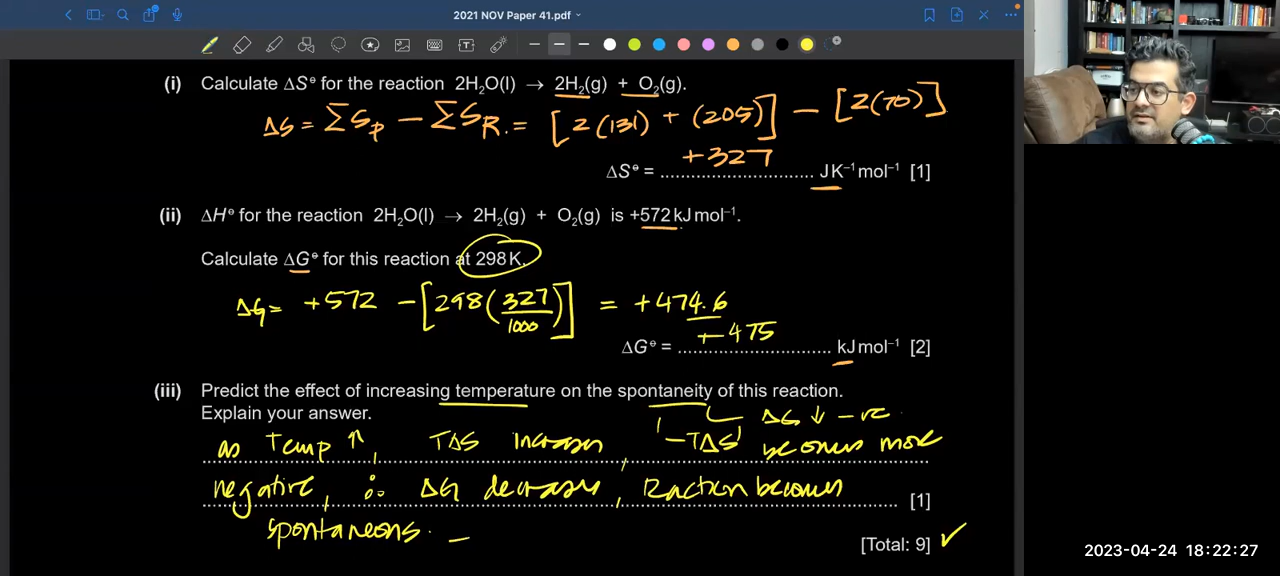 2021 NOV Paper 41.pdf
(i) Calculate ΔS⦵ for the reaction 2H₂O(l) → 2H₂(g) + O₂(g).
ΔS = ΣSp – ΣSR. = [2(131) + (205)] – [2(70)]
+327
ΔS⦵ = .............................. JK⁻¹mol⁻¹ [1]
(ii) ΔH⦵ for the reaction 2H₂O(l) → 2H₂(g) + O₂(g) is +572 kJ mol⁻¹.
Calculate ΔG⦵ for this reaction at 298 K.
ΔG = +572 – [298(327/1000)] = +474.6
+475
ΔG⦵ = .............................. kJ mol⁻¹ [2]
(iii) Predict the effect of increasing temperature on the spontaneity of this reaction.
Explain your answer.
ΔG ↓ –ve
as Temp ↑, TΔS increases, '–TΔS' becomes more
negative, ∴ ΔG decreases, Reaction becomes [1]
spontaneous. –
[Total: 9] ✓
2023-04-24 18:22:27